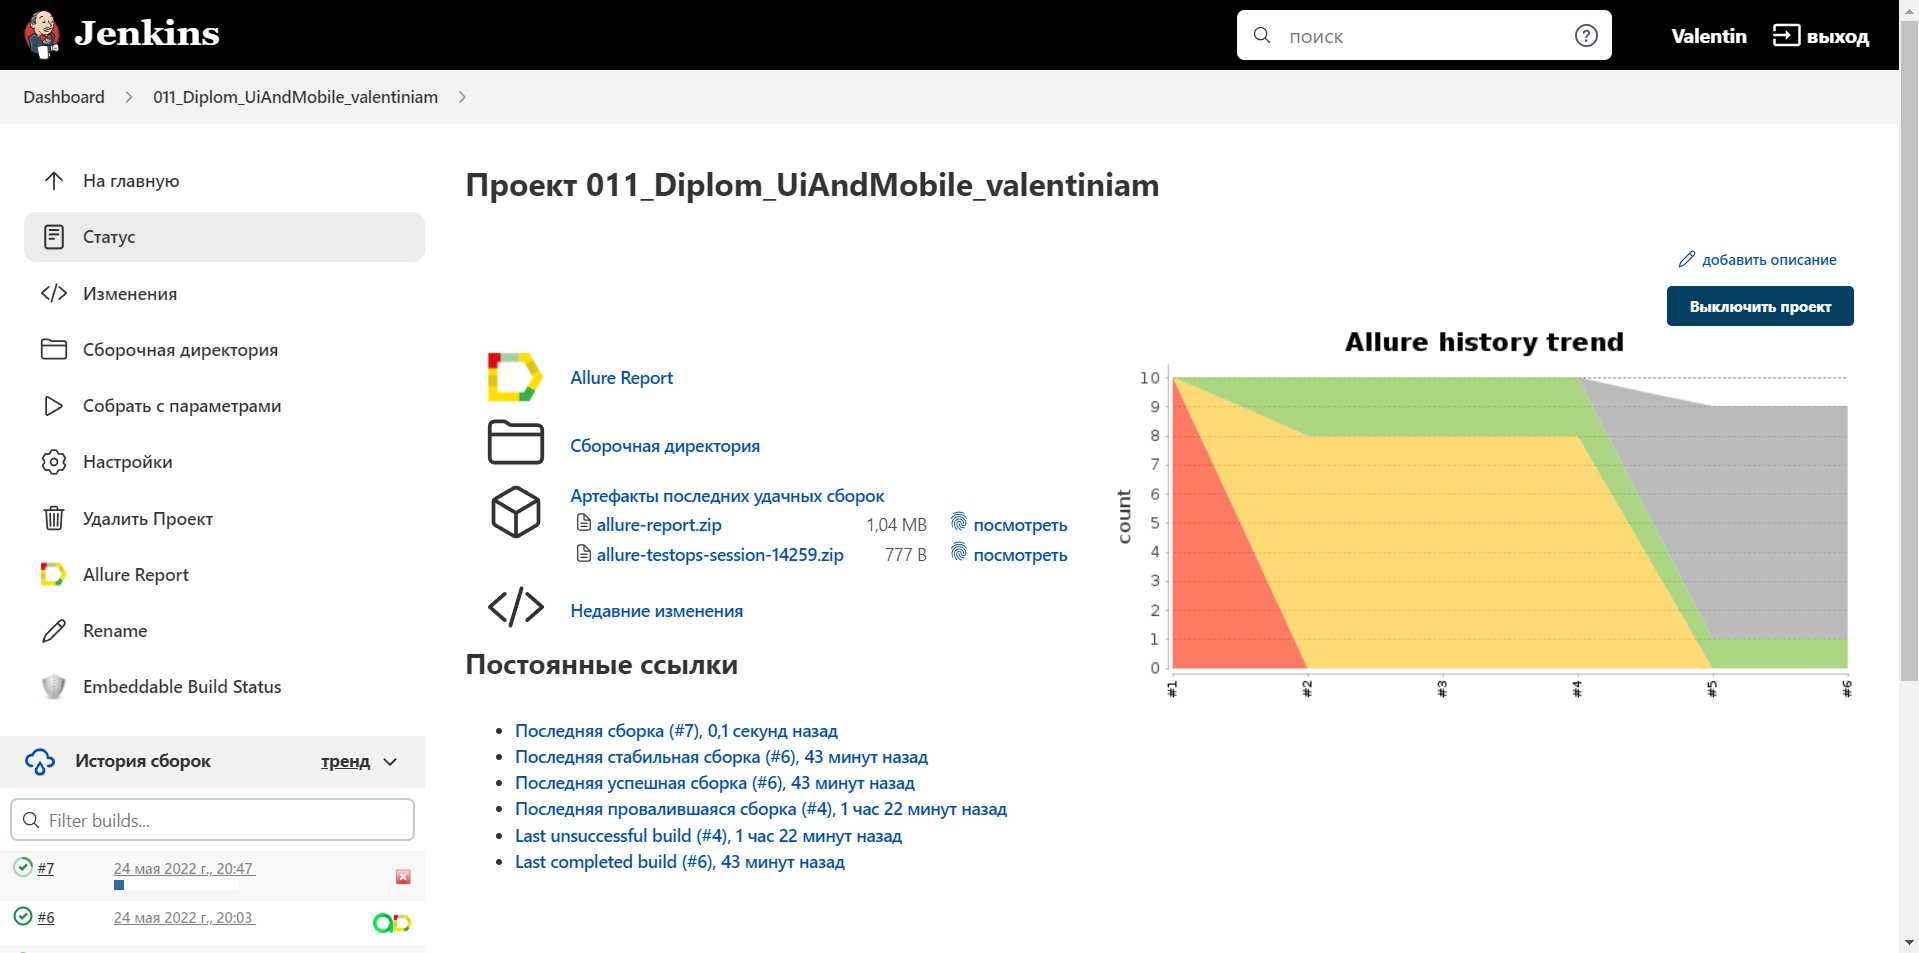 Jenkins
поиск
Valentin
выход
Dashboard
011_Diplom_UiAndMobile_valentiniam
На главную
Статус
Изменения
Сборочная директория
Собрать с параметрами
Настройки
Удалить Проект
Allure Report
Rename
Embeddable Build Status
История сборок
тренд
Filter builds...
#7
24 мая 2022 г., 20:47
#6
24 мая 2022 г., 20:03
Проект 011_Diplom_UiAndMobile_valentiniam
добавить описание
Выключить проект
Allure Report
Сборочная директория
Артефакты последних удачных сборок
allure-report.zip 1,04 MB посмотреть
allure-testops-session-14259.zip 777 B посмотреть
Недавние изменения
Allure history trend
count
10
9
8
7
6
5
4
3
2
1
0
#1 #2 #3 #4 #5 #6
Постоянные ссылки
Последняя сборка (#7), 0,1 секунд назад
Последняя стабильная сборка (#6), 43 минут назад
Последняя успешная сборка (#6), 43 минут назад
Последняя провалившаяся сборка (#4), 1 час 22 минут назад
Last unsuccessful build (#4), 1 час 22 минут назад
Last completed build (#6), 43 минут назад